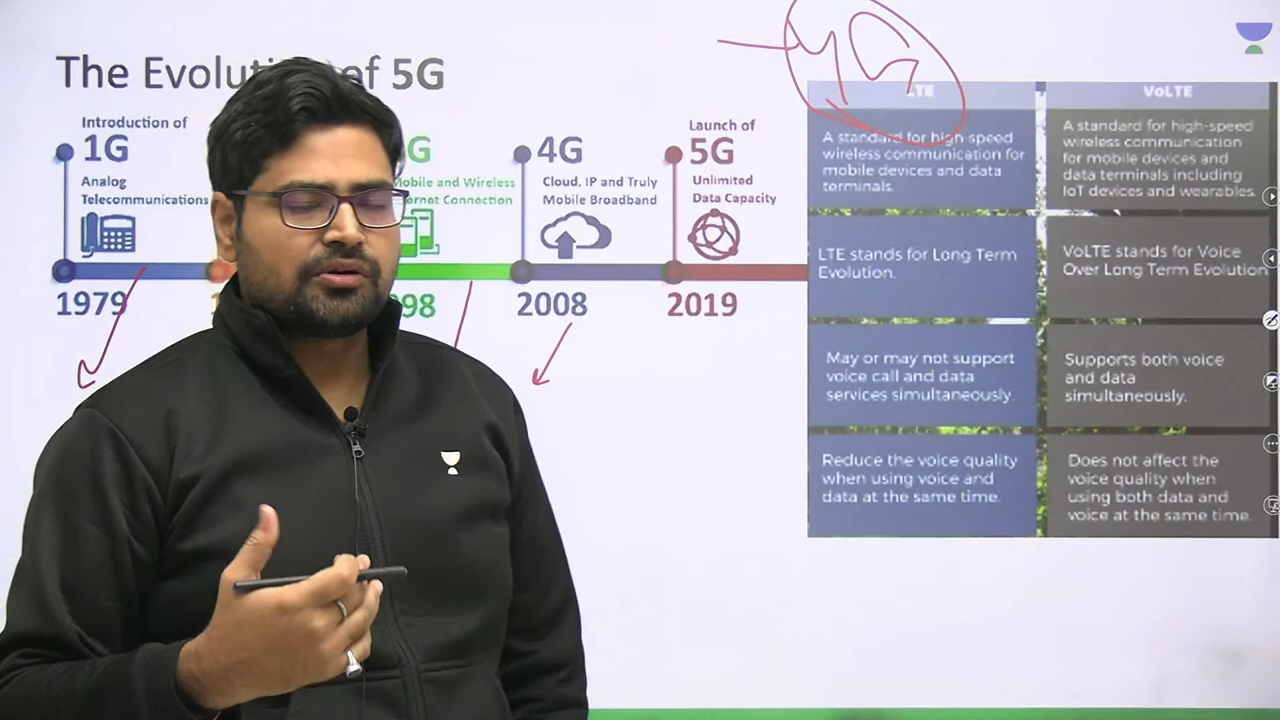 The Evolution of 5G
Introduction of
1G
Analog
Telecommunications
1979
G
Mobile and Wireless
ternet Connection
998
4G
Cloud, IP and Truly
Mobile Broadband
2008
Launch of
5G
Unlimited
Data Capacity
2019
4G
LTE
A standard for high-speed
wireless communication for
mobile devices and data
terminals.
LTE stands for Long Term
Evolution.
May or may not support
voice call and data
services simultaneously.
Reduce the voice quality
when using voice and
data at the same time.
VoLTE
A standard for high-speed
wireless communication
for mobile devices and
data terminals including
IoT devices and wearables.
VoLTE stands for Voice
Over Long Term Evolution
Supports both voice
and data
simultaneously.
Does not affect the
voice quality when
using both data and
voice at the same time.